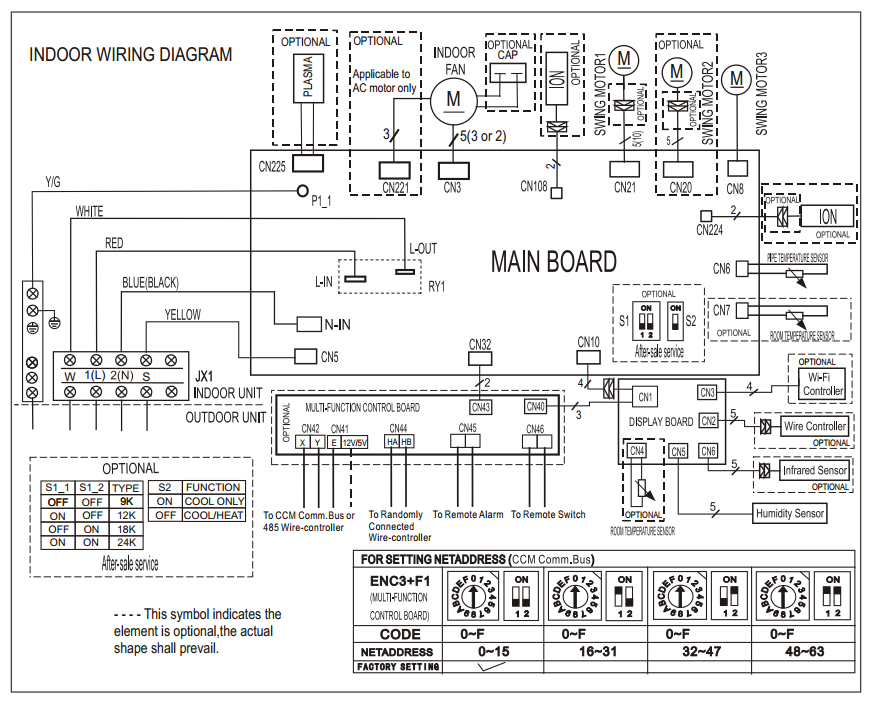 INDOOR WIRING DIAGRAM
OPTIONAL
PLASMA
CN225
OPTIONAL
Applicable to
AC motor only
3
CN221
INDOOR
FAN
M
5(3 or 2)
CN3
OPTIONAL
CAP
ION
OPTIONAL
2
CN108
SWING MOTOR1
M
OPTIONAL
5(10)
CN21
OPTIONAL
M
OPTIONAL
SWING MOTOR2
5
CN20
SWING MOTOR3
M
CN8
Y/G
P1_1
WHITE
RED
BLUE(BLACK)
YELLOW
L-OUT
L-IN
RY1
N-IN
CN5
MAIN BOARD
CN224
2
OPTIONAL
ION
OPTIONAL
CN6
PIPE TEMPERATURE SENSOR
CN7
OPTIONAL
ROOM TEMPERATURE SENSOR
OPTIONAL
S1
ON
1 2
ON
S2
After-sale service
W 1(L) 2(N) S
JX1
INDOOR UNIT
OUTDOOR UNIT
CN32
2
CN10
4
OPTIONAL
MULTI-FUNCTION CONTROL BOARD
CN43
CN40
3
CN42
X Y
CN41
E 12V/5V
CN44
HA HB
CN45
CN46
To CCM Comm.Bus or
485 Wire-controller
To Randomly
Connected
Wire-controller
To Remote Alarm
To Remote Switch
CN1
CN3
DISPLAY BOARD
CN2
CN4
CN5
CN6
OPTIONAL
ROOM TEMPERATURE SENSOR
4
OPTIONAL
Wi-Fi
Controller
5
Wire Controller
OPTIONAL
5
Infrared Sensor
OPTIONAL
5
Humidity Sensor
OPTIONAL
S1_1 S1_2 TYPE S2 FUNCTION
OFF OFF 9K ON COOL ONLY
ON OFF 12K OFF COOL/HEAT
OFF ON 18K
ON ON 24K
After-sale service
- - - - This symbol indicates the
element is optional,the actual
shape shall prevail.
FOR SETTING NETADDRESS (CCM Comm.Bus)
ENC3+F1
(MULTI-FUNCTION
CONTROL BOARD)
0123456789ABCDEF
ON
1 2
0123456789ABCDEF
ON
1 2
0123456789ABCDEF
ON
1 2
0123456789ABCDEF
ON
1 2
CODE 0~F 0~F 0~F 0~F
NETADDRESS 0~15 16~31 32~47 48~63
FACTORY SETTING